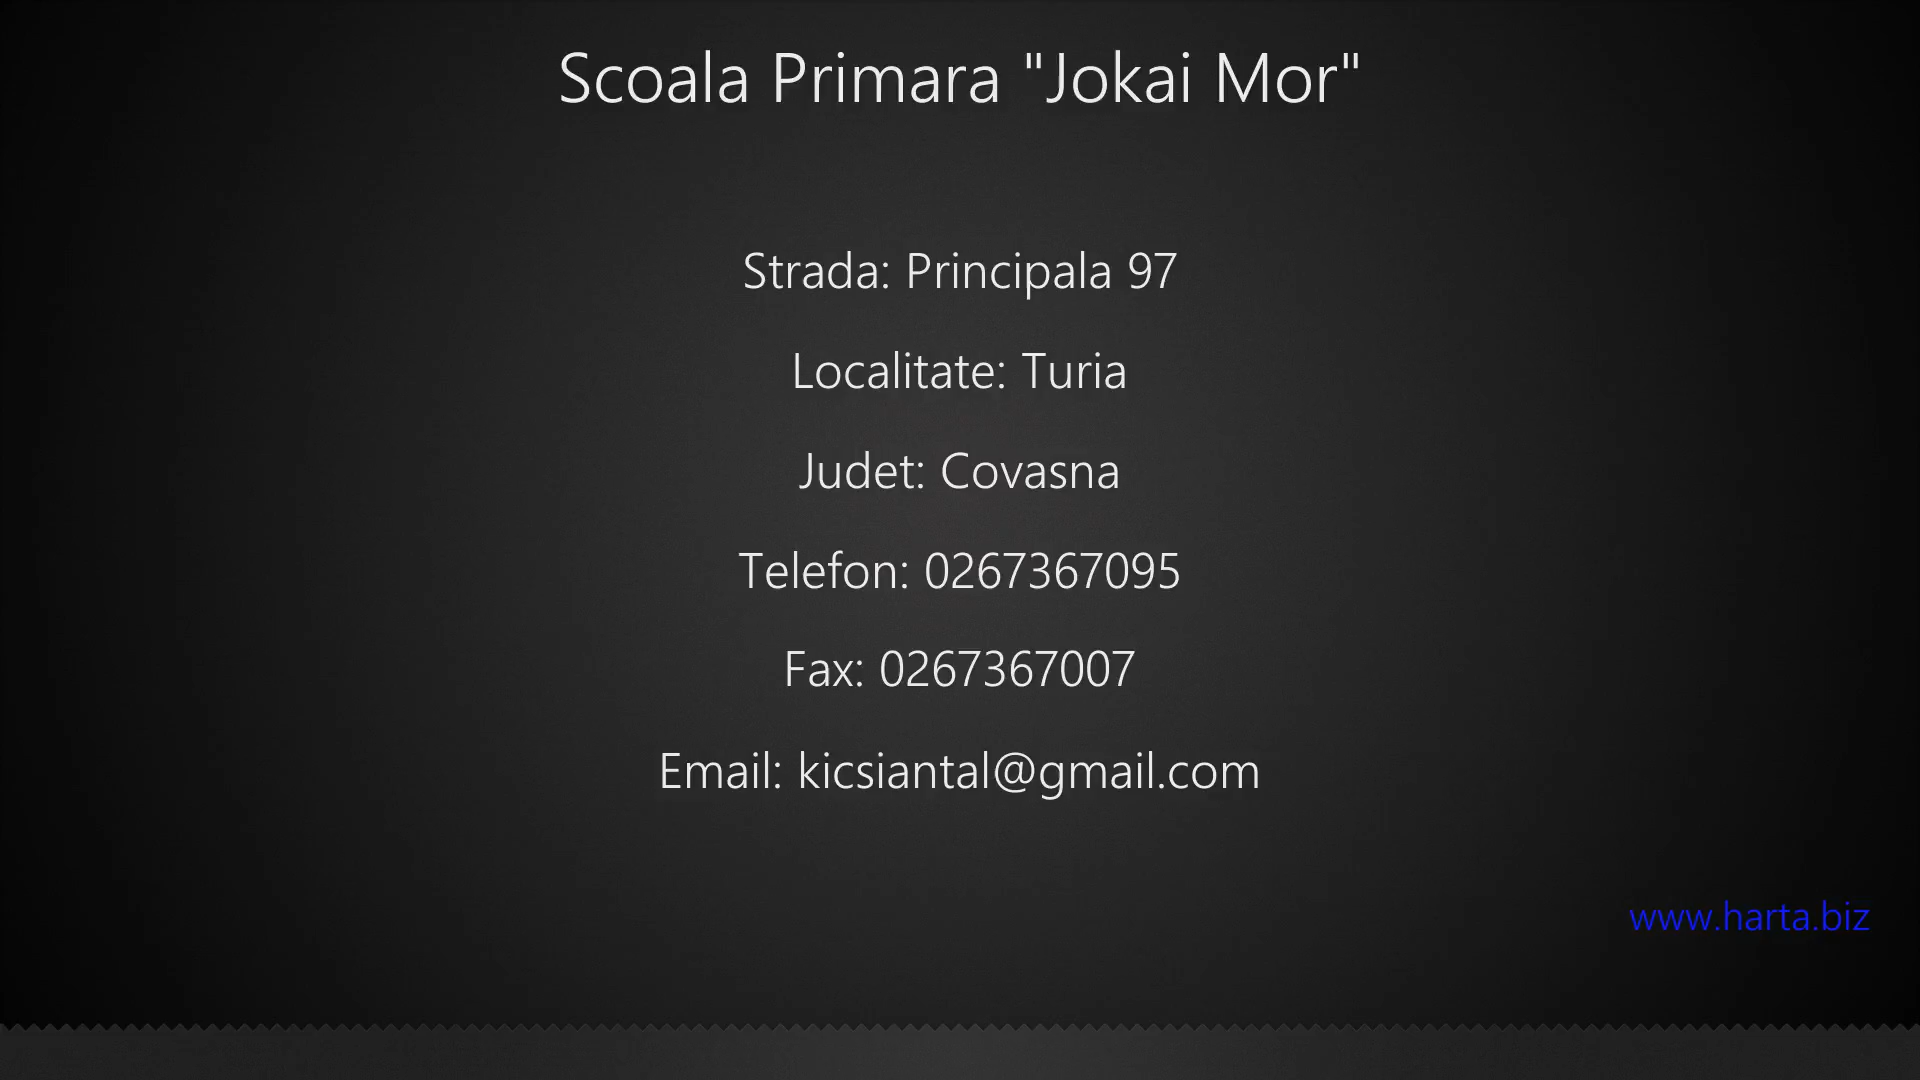 Scoala Primara "Jokai Mor"
Strada: Principala 97
Localitate: Turia
Judet: Covasna
Telefon: 0267367095
Fax: 0267367007
Email: kicsiantal@gmail.com
www.harta.biz